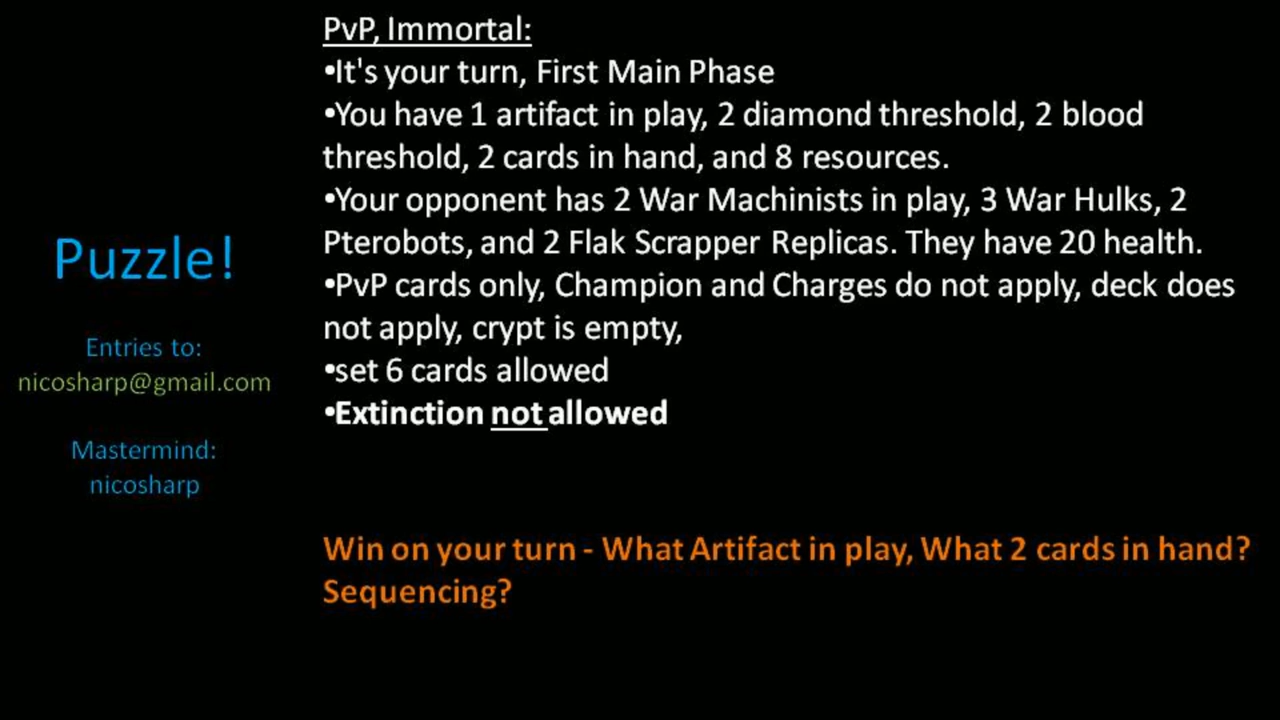 PvP, Immortal:
•It's your turn, First Main Phase
•You have 1 artifact in play, 2 diamond threshold, 2 blood
threshold, 2 cards in hand, and 8 resources.
•Your opponent has 2 War Machinists in play, 3 War Hulks, 2
Pterobots, and 2 Flak Scrapper Replicas. They have 20 health.
•PvP cards only, Champion and Charges do not apply, deck does
not apply, crypt is empty,
•set 6 cards allowed
•Extinction not allowed
Puzzle!
Entries to:
nicosharp@gmail.com
Mastermind:
nicosharp
Win on your turn - What Artifact in play, What 2 cards in hand?
Sequencing?